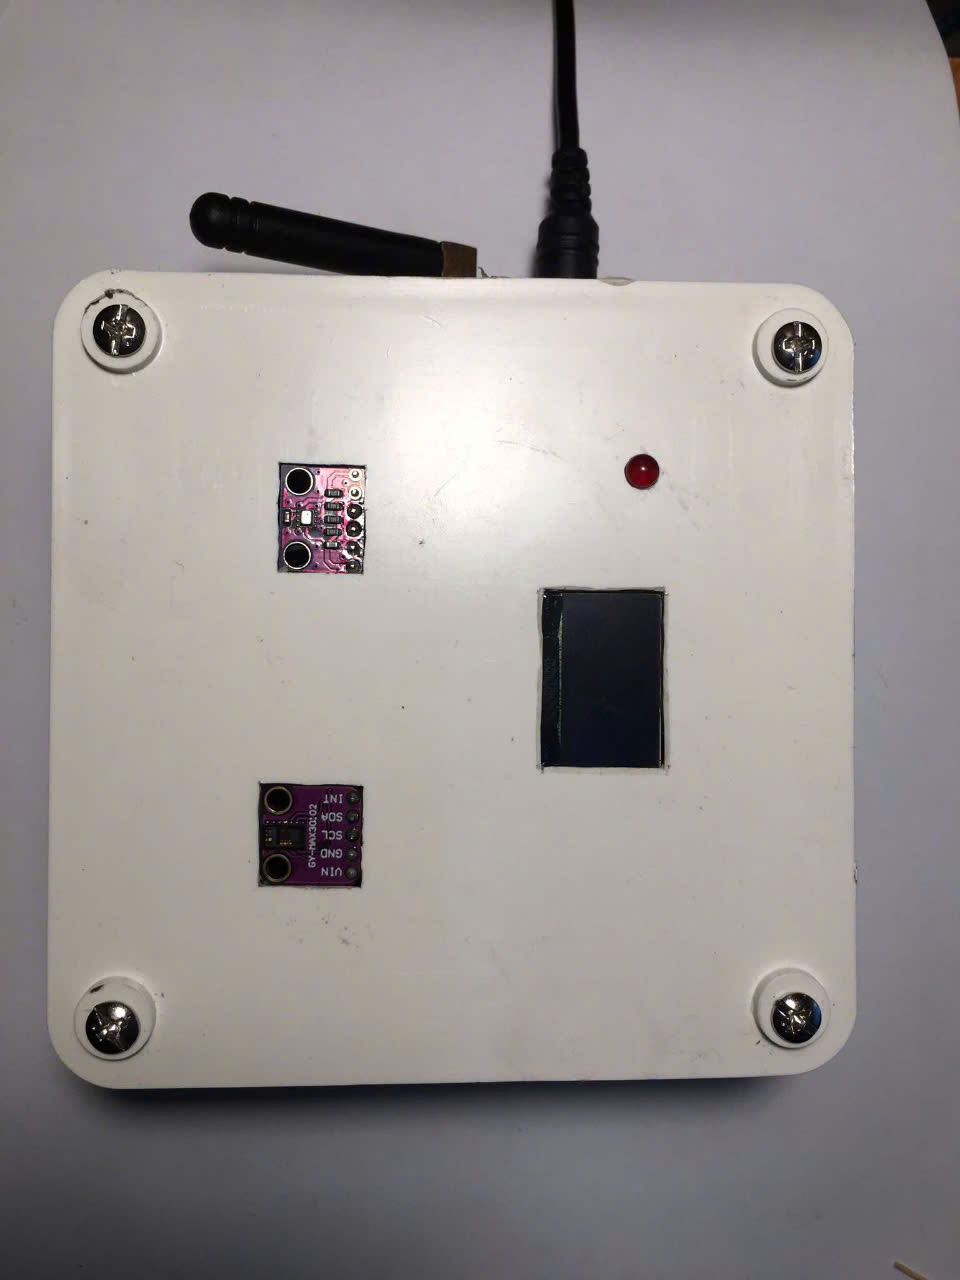 INT
SDA
SCL
GND
VIN
GY-MAX30102